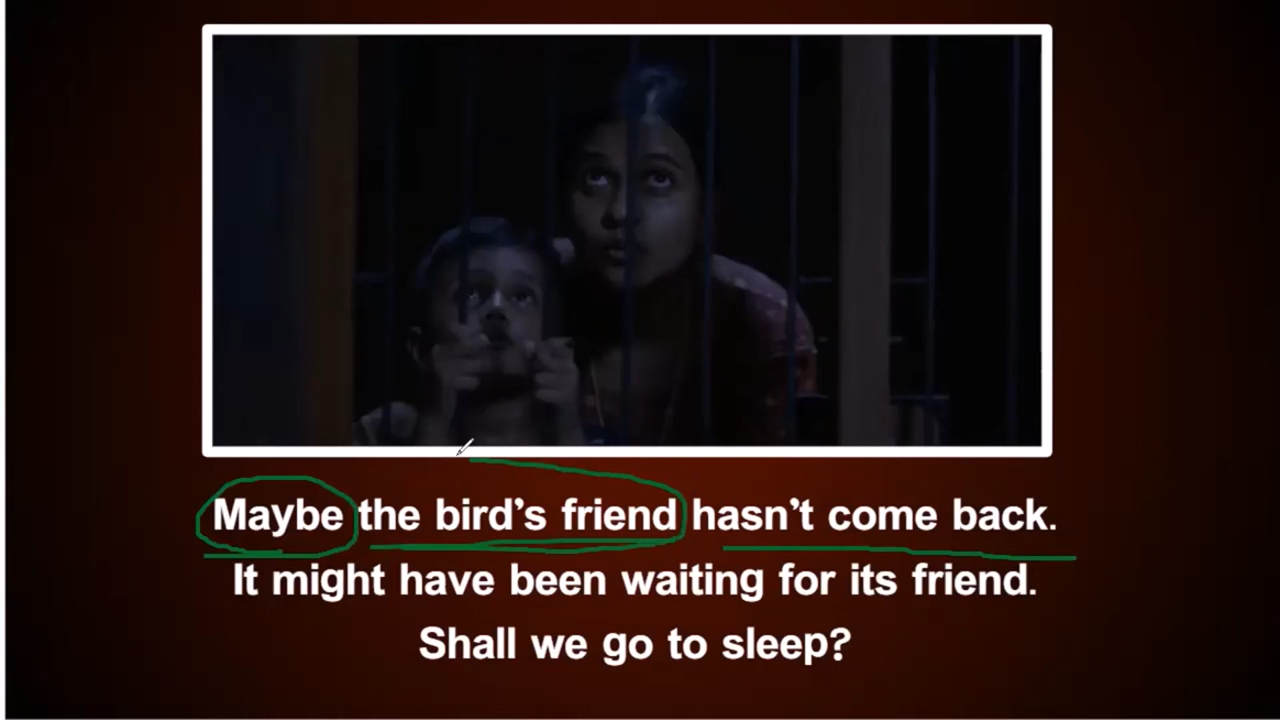 Maybe the bird’s friend hasn’t come back.
It might have been waiting for its friend.
Shall we go to sleep?